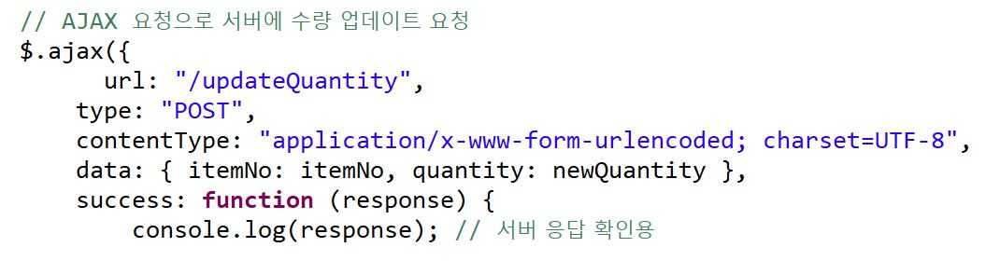 // AJAX 요청으로 서버에 수량 업데이트 요청
$.ajax({
url: "/updateQuantity",
type: "POST",
contentType: "application/x-www-form-urlencoded; charset=UTF-8",
data: { itemNo: itemNo, quantity: newQuantity },
success: function (response) {
console.log(response); // 서버 응답 확인용